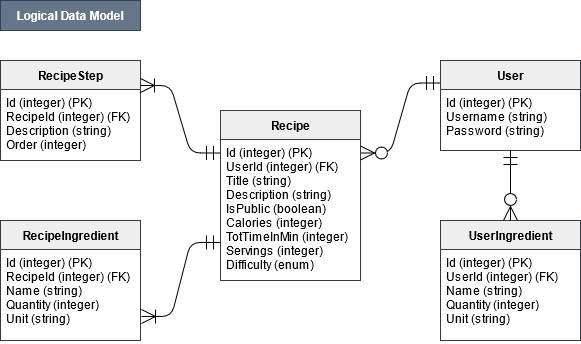 Logical Data Model
RecipeStep
Id (integer) (PK)
RecipeId (integer) (FK)
Description (string)
Order (integer)
Recipe
Id (integer) (PK)
UserId (integer) (FK)
Title (string)
Description (string)
IsPublic (boolean)
Calories (integer)
TotTimeInMin (integer)
Servings (integer)
Difficulty (enum)
User
Id (integer) (PK)
Username (string)
Password (string)
RecipeIngredient
Id (integer) (PK)
RecipeId (integer) (FK)
Name (string)
Quantity (integer)
Unit (string)
UserIngredient
Id (integer) (PK)
UserId (integer) (FK)
Name (string)
Quantity (integer)
Unit (string)